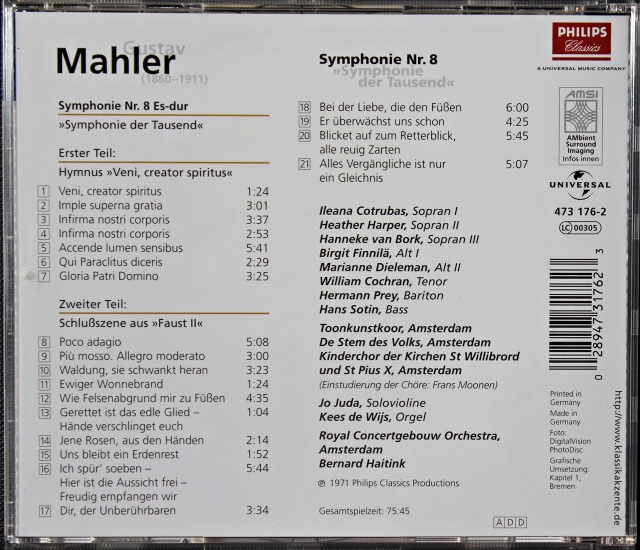 Gustav
Mahler
(1860–1911)
Symphonie Nr. 8 Es-dur
»Symphonie der Tausend«
Erster Teil:
Hymnus »Veni, creator spiritus«
1 Veni, creator spiritus 1:24
2 Imple superna gratia 3:01
3 Infirma nostri corporis 3:37
4 Infirma nostri corporis 2:53
5 Accende lumen sensibus 5:41
6 Qui Paraclitus diceris 2:29
7 Gloria Patri Domino 3:25
Zweiter Teil:
Schlußszene aus »Faust II«
8 Poco adagio 5:08
9 Più mosso. Allegro moderato 3:00
10 Waldung, sie schwankt heran 3:23
11 Ewiger Wonnebrand 1:24
12 Wie Felsenabgrund mir zu Füßen 4:35
13 Gerettet ist das edle Glied – 1:04
Hände verschlinget euch
14 Jene Rosen, aus den Händen 2:14
15 Uns bleibt ein Erdenrest 1:52
16 Ich spür' soeben – 5:44
Hier ist die Aussicht frei –
Freudig empfangen wir
17 Dir, der Unberührbaren 3:34
Symphonie Nr. 8
»Symphonie
der Tausend«
18 Bei der Liebe, die den Füßen 6:00
19 Er überwächst uns schon 4:25
20 Blicket auf zum Retterblick, 5:45
alle reuig Zarten
21 Alles Vergängliche ist nur 5:07
ein Gleichnis
Ileana Cotrubas, Sopran I
Heather Harper, Sopran II
Hanneke van Bork, Sopran III
Birgit Finnilä, Alt I
Marianne Dieleman, Alt II
William Cochran, Tenor
Hermann Prey, Bariton
Hans Sotin, Bass
Toonkunstkoor, Amsterdam
De Stem des Volks, Amsterdam
Kinderchor der Kirchen St Willibrord
und St Pius X, Amsterdam
(Einstudierung der Chöre: Frans Moonen)
Jo Juda, Solovioline
Kees de Wijs, Orgel
Royal Concertgebouw Orchestra,
Amsterdam
Bernard Haitink
℗ 1971 Philips Classics Productions
Gesamtspielzeit: 75:45
ADD
PHILIPS
Classics
A UNIVERSAL MUSIC COMPANY
AMSI
AMbient
Surround
Imaging
Infos innen
UNIVERSAL
473 176-2
LC 00305
0 28947 31762 3
Printed in
Germany
Made in
Germany
Foto:
DigitalVision
PhotoDisc
Grafische
Umsetzung:
Kapitel 1,
Bremen
http://www.klassikakzente.de